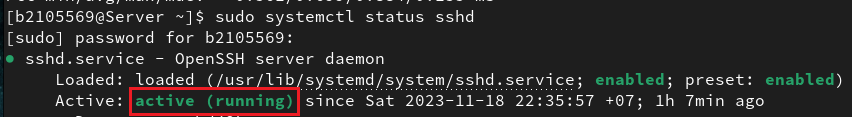 [b2105569@Server ~]$ sudo systemctl status sshd
[sudo] password for b2105569:
● sshd.service - OpenSSH server daemon
Loaded: loaded (/usr/lib/systemd/system/sshd.service; enabled; preset: enabled)
Active: active (running) since Sat 2023-11-18 22:35:57 +07; 1h 7min ago